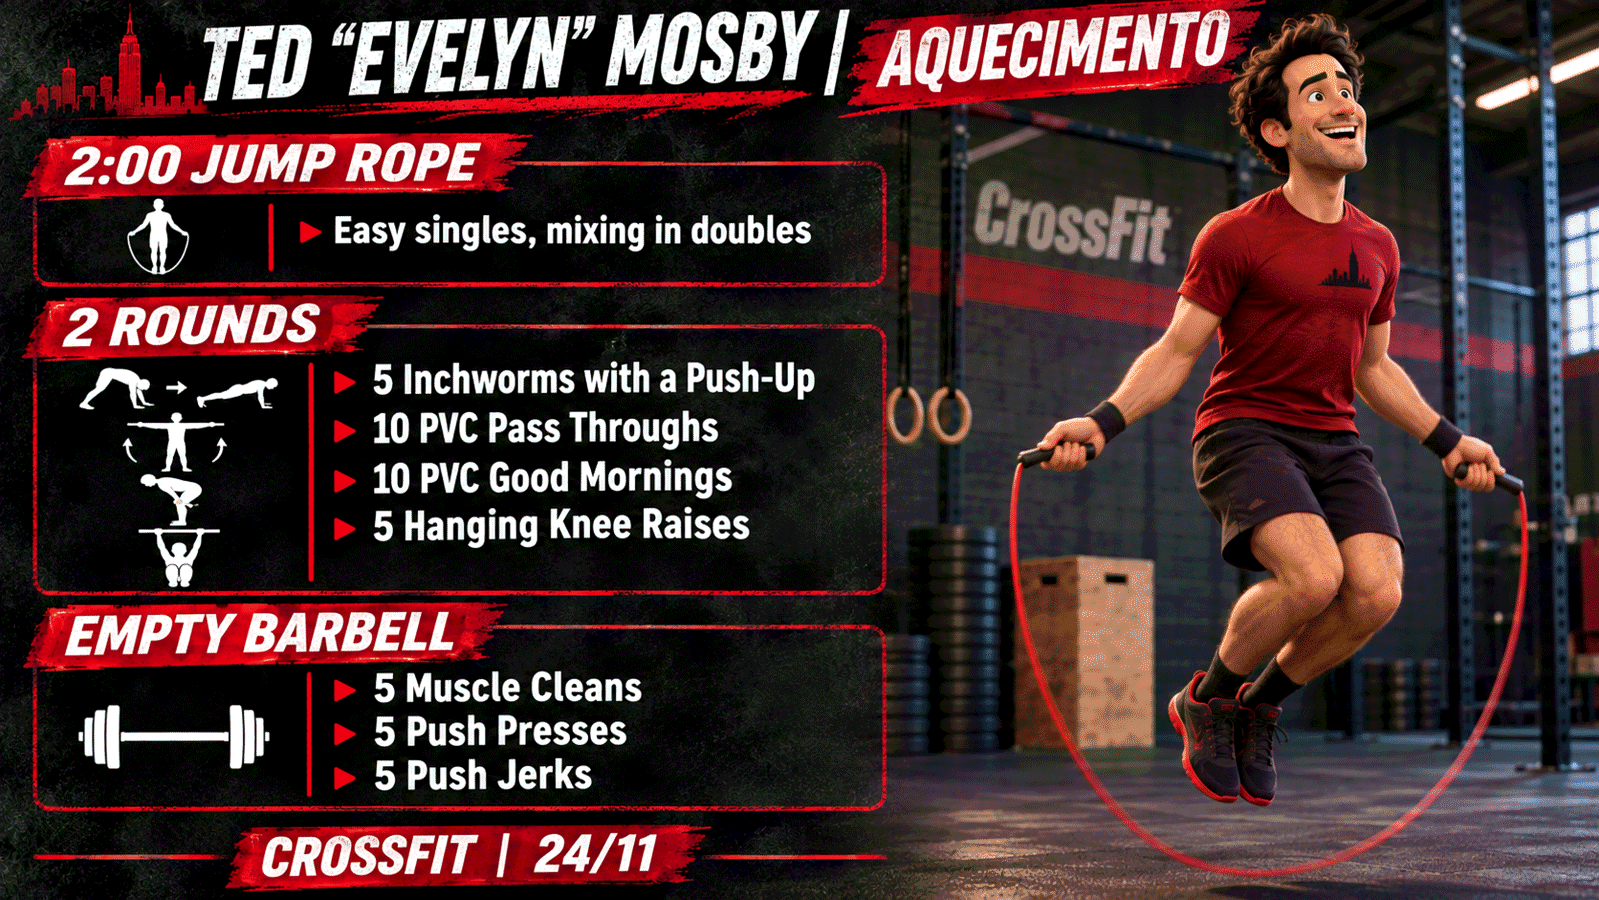 TED “EVELYN” MOSBY | AQUECIMENTO
2:00 JUMP ROPE
Easy singles, mixing in doubles
2 ROUNDS
5 Inchworms with a Push-Up
10 PVC Pass Throughs
10 PVC Good Mornings
5 Hanging Knee Raises
EMPTY BARBELL
5 Muscle Cleans
5 Push Presses
5 Push Jerks
CROSSFIT | 24/11
CrossFit